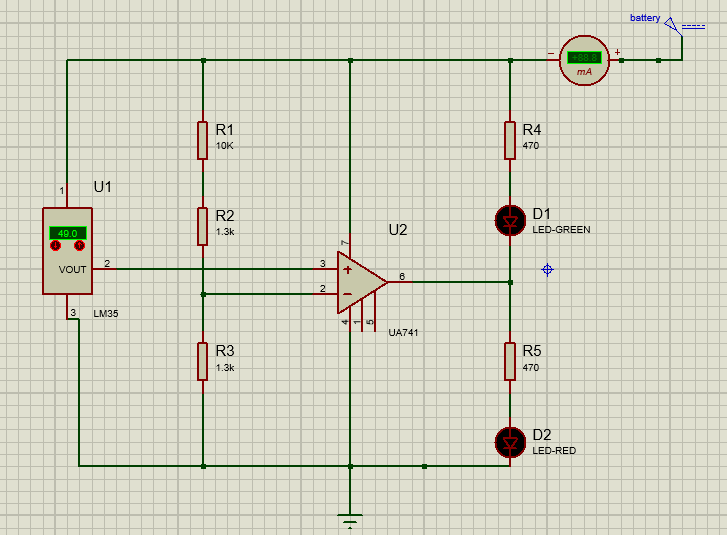 battery
−
+
mA
R1
10K
R4
470
U1
1
R2
1.3k
D1
LED-GREEN
U2
7
49.0
VOUT
2
3
+
6
2
−
3
LM35
4
1
5
UA741
R3
1.3k
R5
470
D2
LED-RED